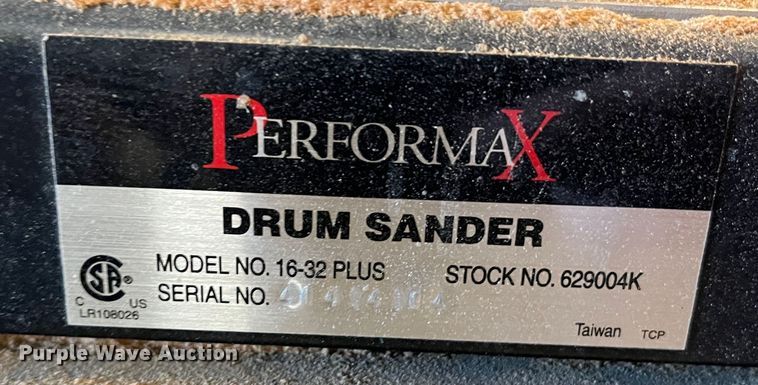 PERFORMAX
DRUM SANDER
MODEL NO. 16-32 PLUS STOCK NO. 629004K
SERIAL NO.
CSA®
C US
LR108026
Taiwan TCP
Purple Wave Auction